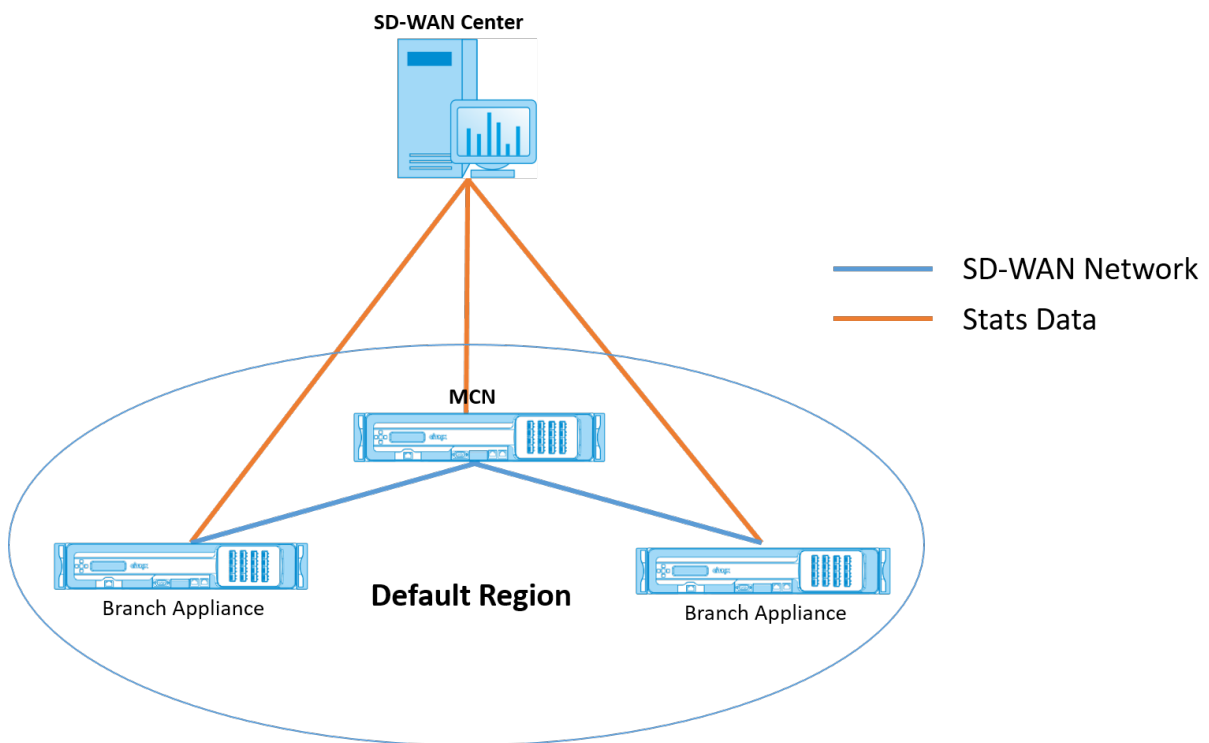 SD-WAN Center
SD-WAN Network
Stats Data
MCN
Branch Appliance
Default Region
Branch Appliance